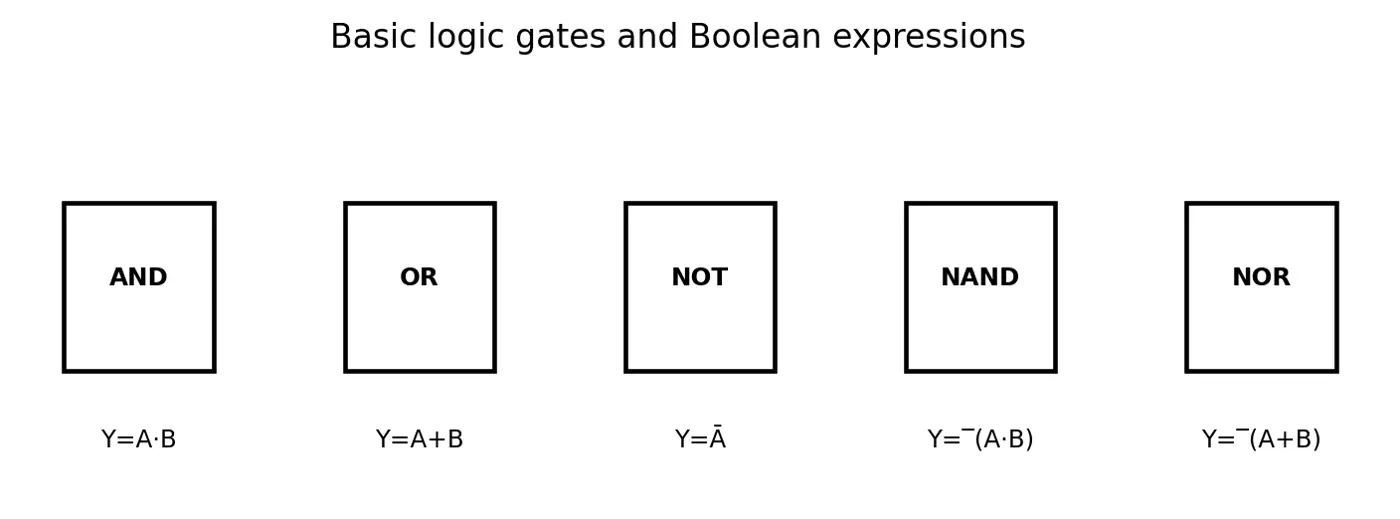 Basic logic gates and Boolean expressions
AND
OR
NOT
NAND
NOR
Y=A·B
Y=A+B
Y=Ā
Y=‾(A·B)
Y=‾(A+B)